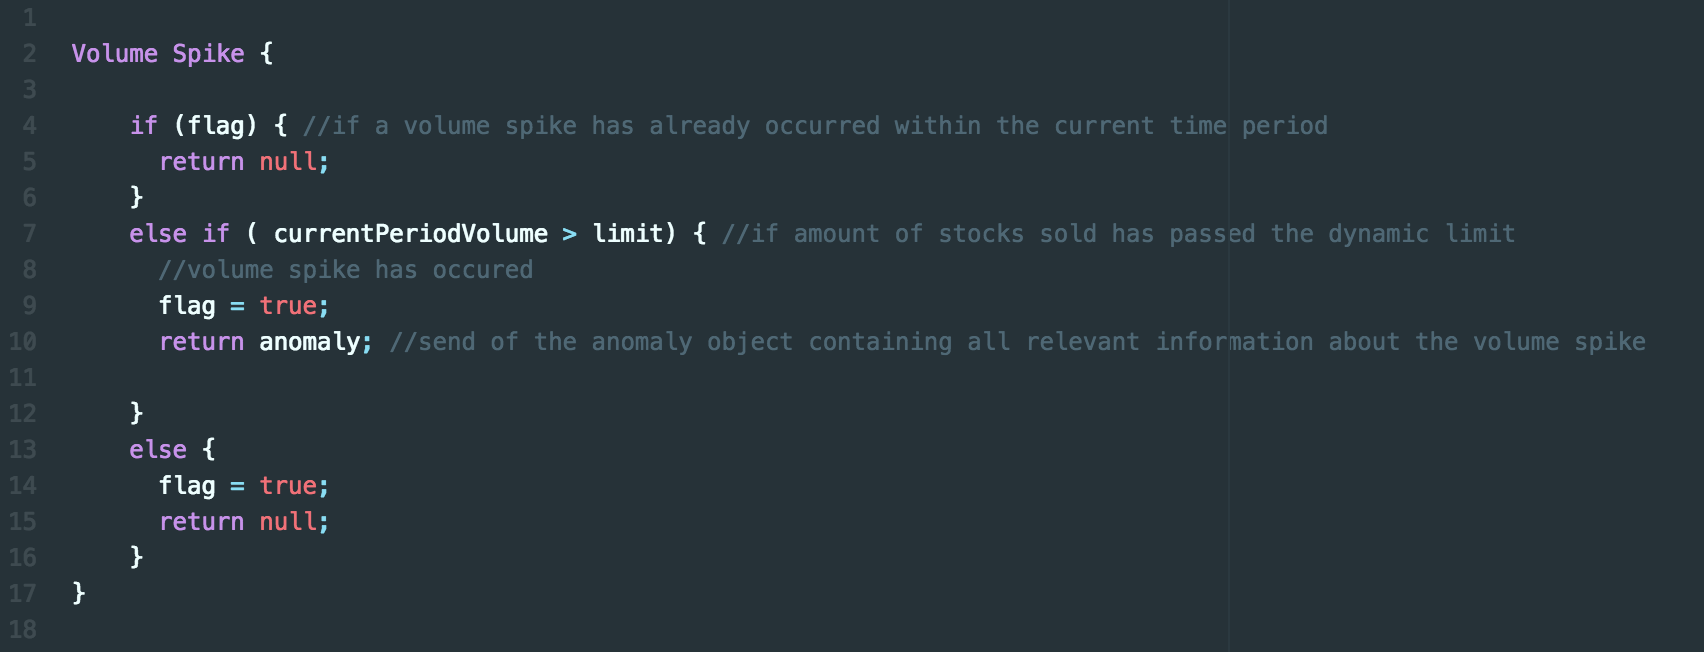 1
2 Volume Spike {
3
4 if (flag) { //if a volume spike has already occurred within the current time period
5 return null;
6 }
7 else if ( currentPeriodVolume > limit) { //if amount of stocks sold has passed the dynamic limit
8 //volume spike has occured
9 flag = true;
10 return anomaly; //send of the anomaly object containing all relevant information about the volume spike
11
12 }
13 else {
14 flag = true;
15 return null;
16 }
17 }
18